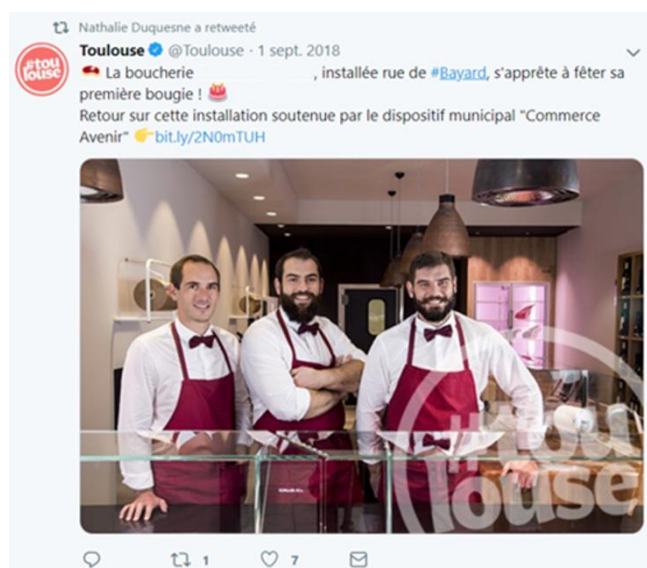 Nathalie Duquesne a retweeté
Toulouse @Toulouse · 1 sept. 2018
#tou
louse
La boucherie , installée rue de #Bayard, s'apprête à fêter sa
première bougie !
Retour sur cette installation soutenue par le dispositif municipal "Commerce
Avenir" bit.ly/2N0mTUH
#tou
louse
1 7